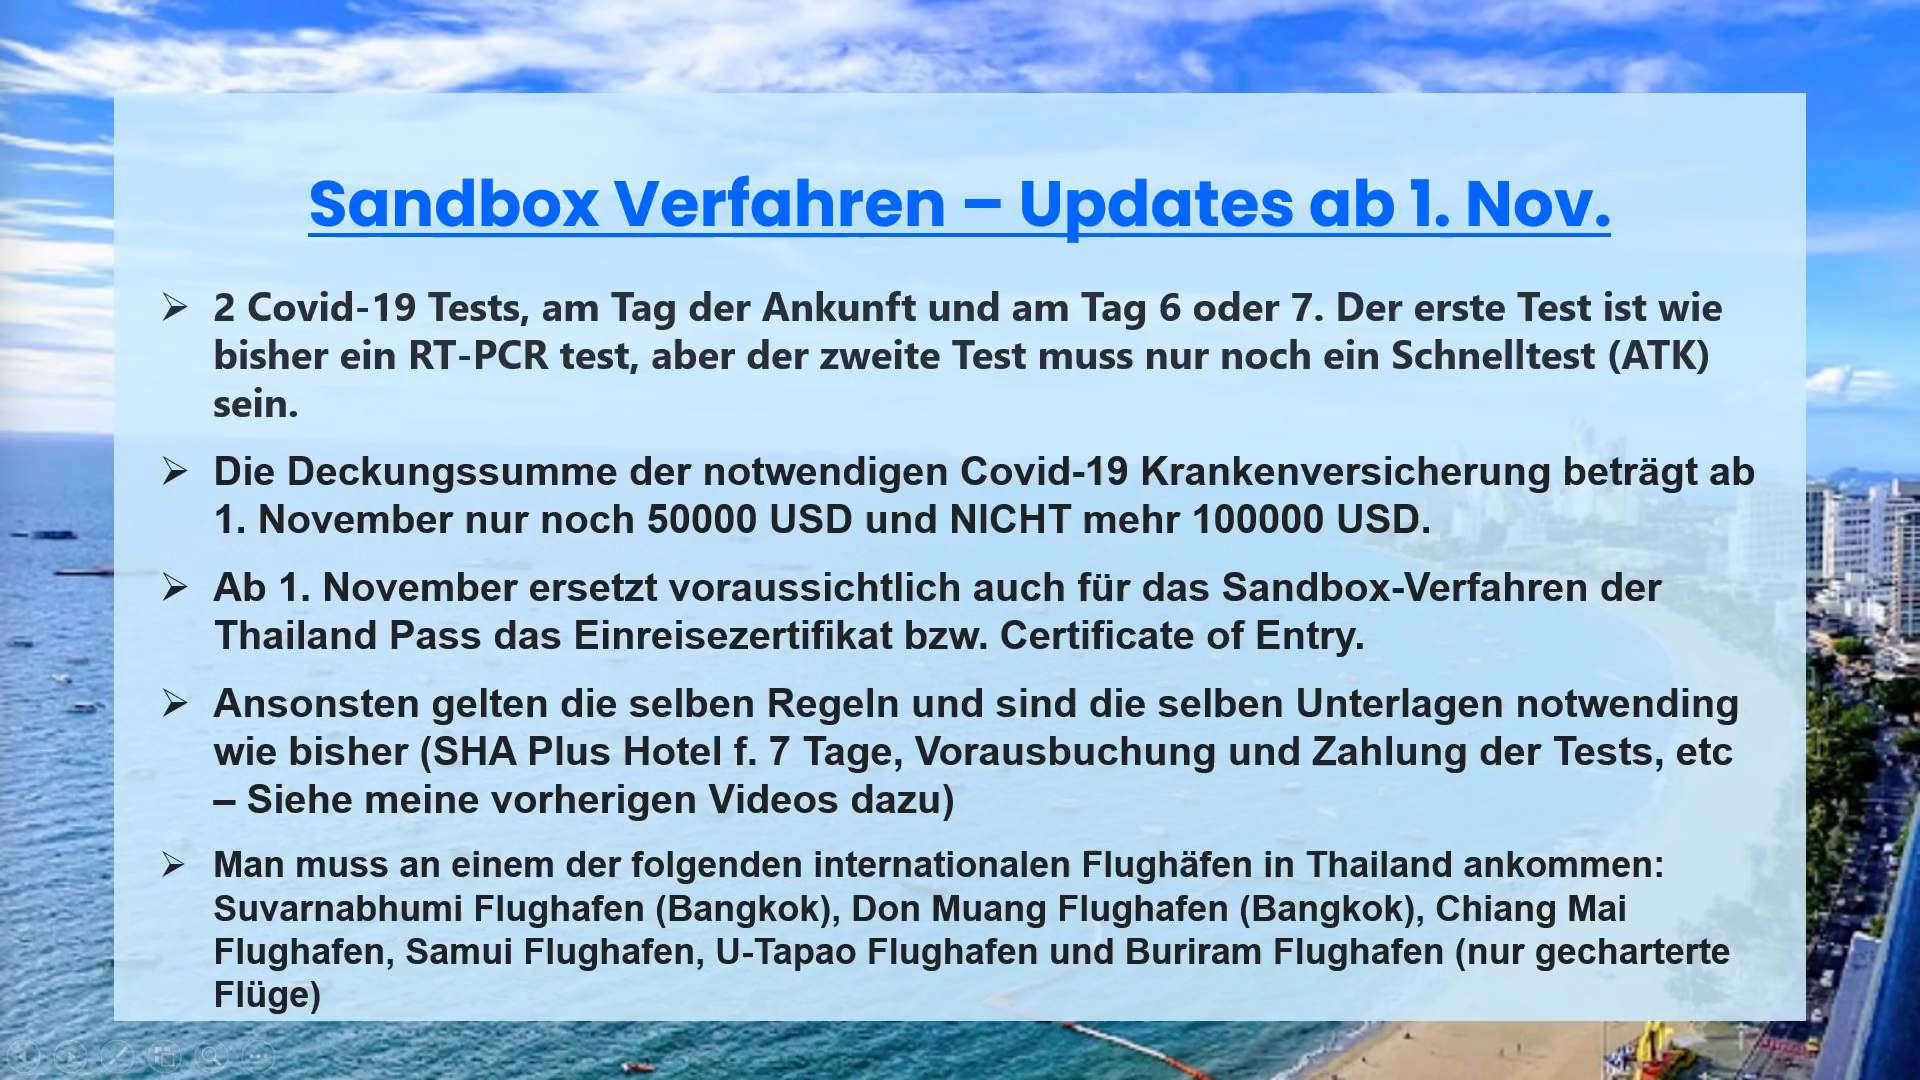 Sandbox Verfahren – Updates ab 1. Nov.
➢ 2 Covid-19 Tests, am Tag der Ankunft und am Tag 6 oder 7. Der erste Test ist wie
bisher ein RT-PCR test, aber der zweite Test muss nur noch ein Schnelltest (ATK)
sein.
➢ Die Deckungssumme der notwendigen Covid-19 Krankenversicherung beträgt ab
1. November nur noch 50000 USD und NICHT mehr 100000 USD.
➢ Ab 1. November ersetzt voraussichtlich auch für das Sandbox-Verfahren der
Thailand Pass das Einreisezertifikat bzw. Certificate of Entry.
➢ Ansonsten gelten die selben Regeln und sind die selben Unterlagen notwending
wie bisher (SHA Plus Hotel f. 7 Tage, Vorausbuchung und Zahlung der Tests, etc
– Siehe meine vorherigen Videos dazu)
➢ Man muss an einem der folgenden internationalen Flughäfen in Thailand ankommen:
Suvarnabhumi Flughafen (Bangkok), Don Muang Flughafen (Bangkok), Chiang Mai
Flughafen, Samui Flughafen, U-Tapao Flughafen und Buriram Flughafen (nur gecharterte
Flüge)